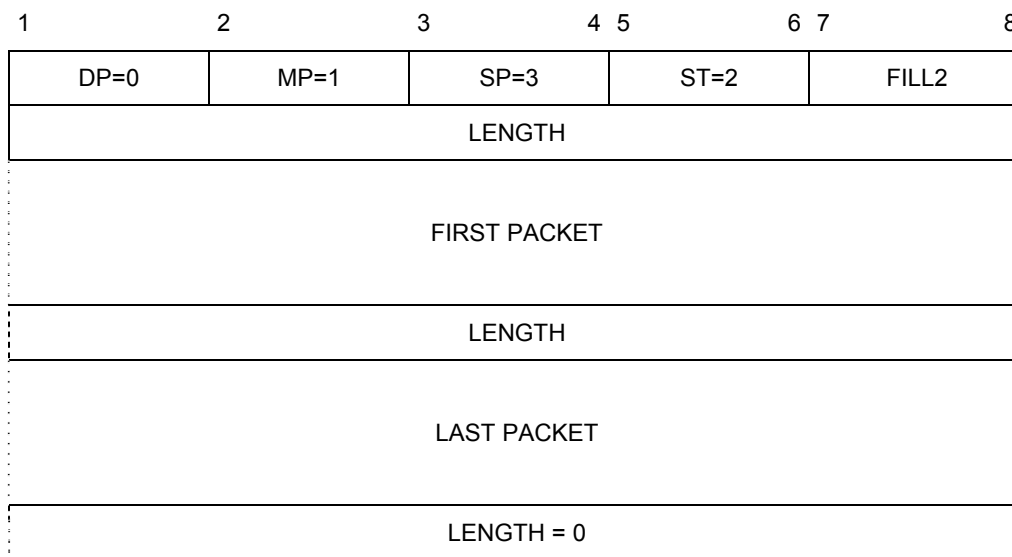 1 2 3 4 5 6 7 8
DP=0 MP=1 SP=3 ST=2 FILL2
LENGTH
FIRST PACKET
LENGTH
LAST PACKET
LENGTH = 0